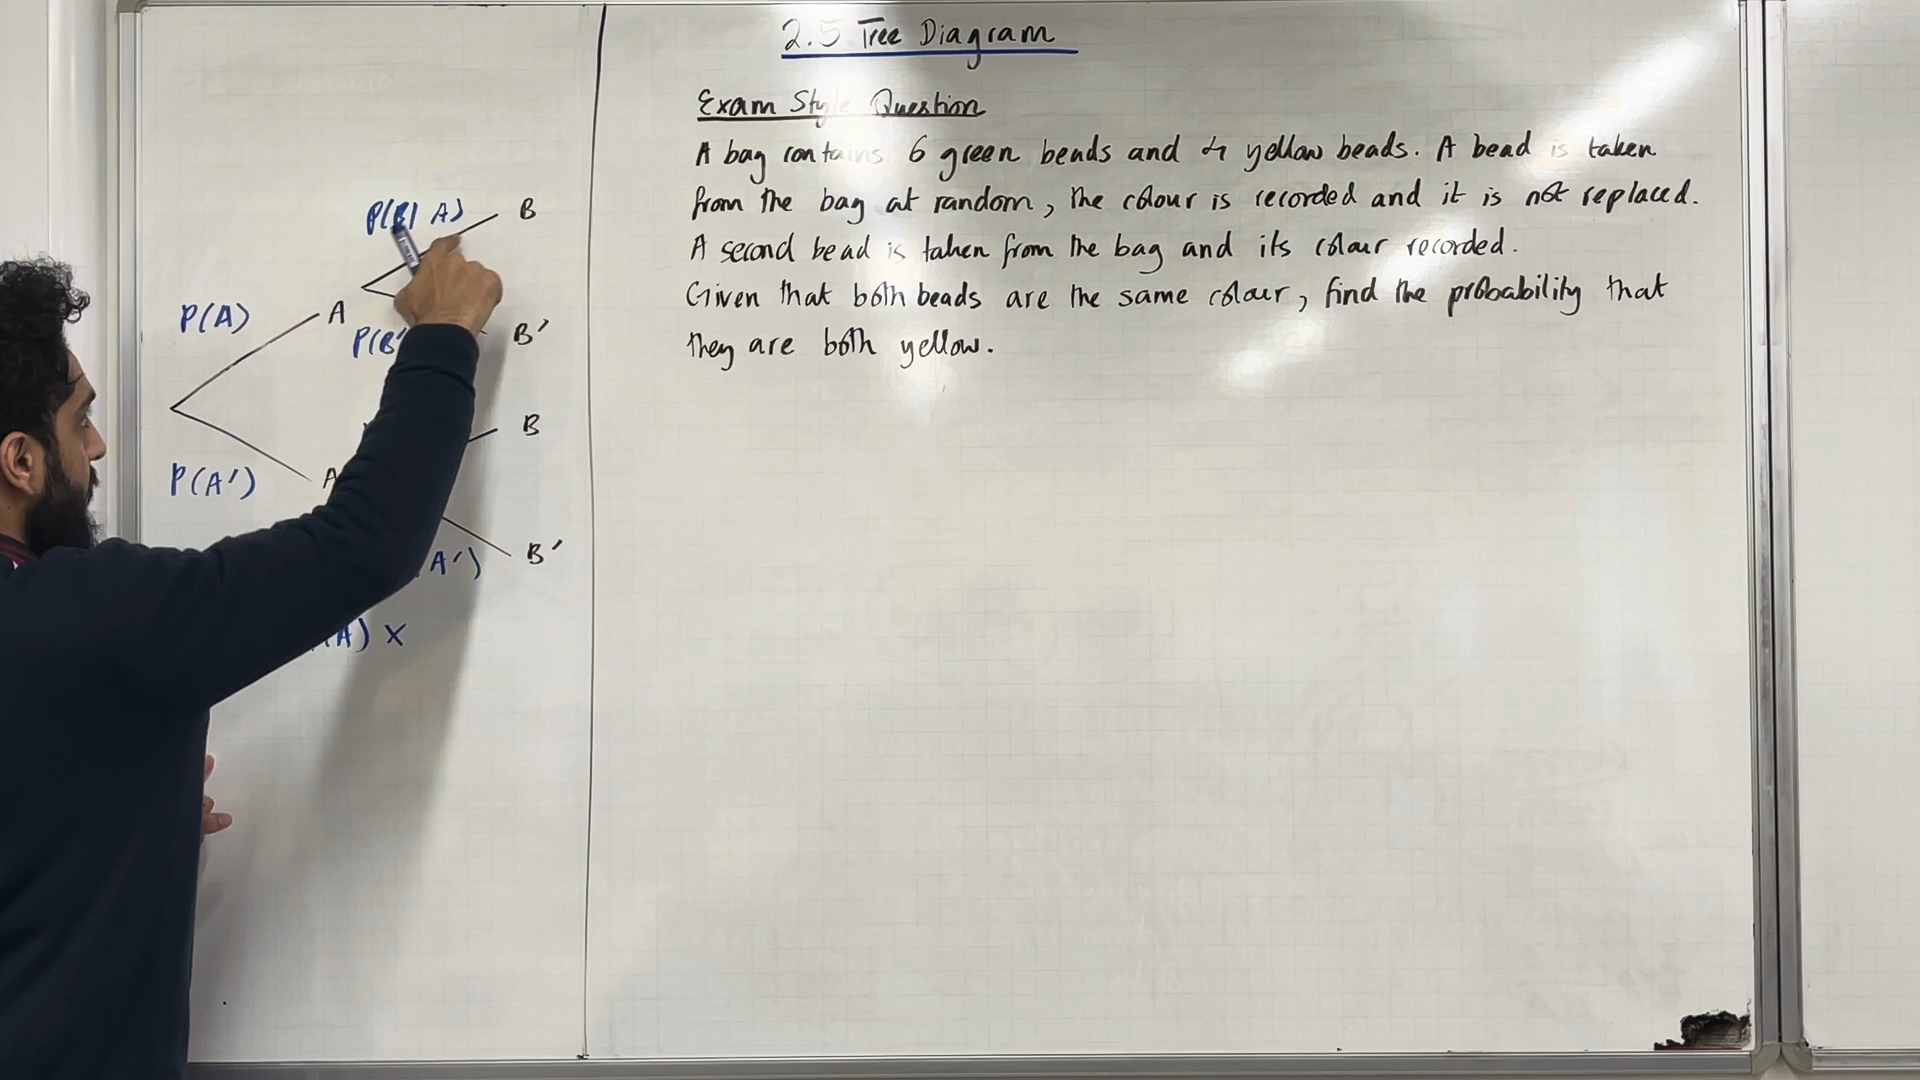 2.5 Tree Diagram
Exam Style Question
A bag contains 6 green beads and 4 yellow beads. A bead is taken
from the bag at random, the colour is recorded and it is not replaced.
A second bead is taken from the bag and its colour recorded.
Given that both beads are the same colour, find the probability that
they are both yellow.
P(B|A) B
P(A) A
P(B' B'
B
P(A') A
A') B'
A) ×